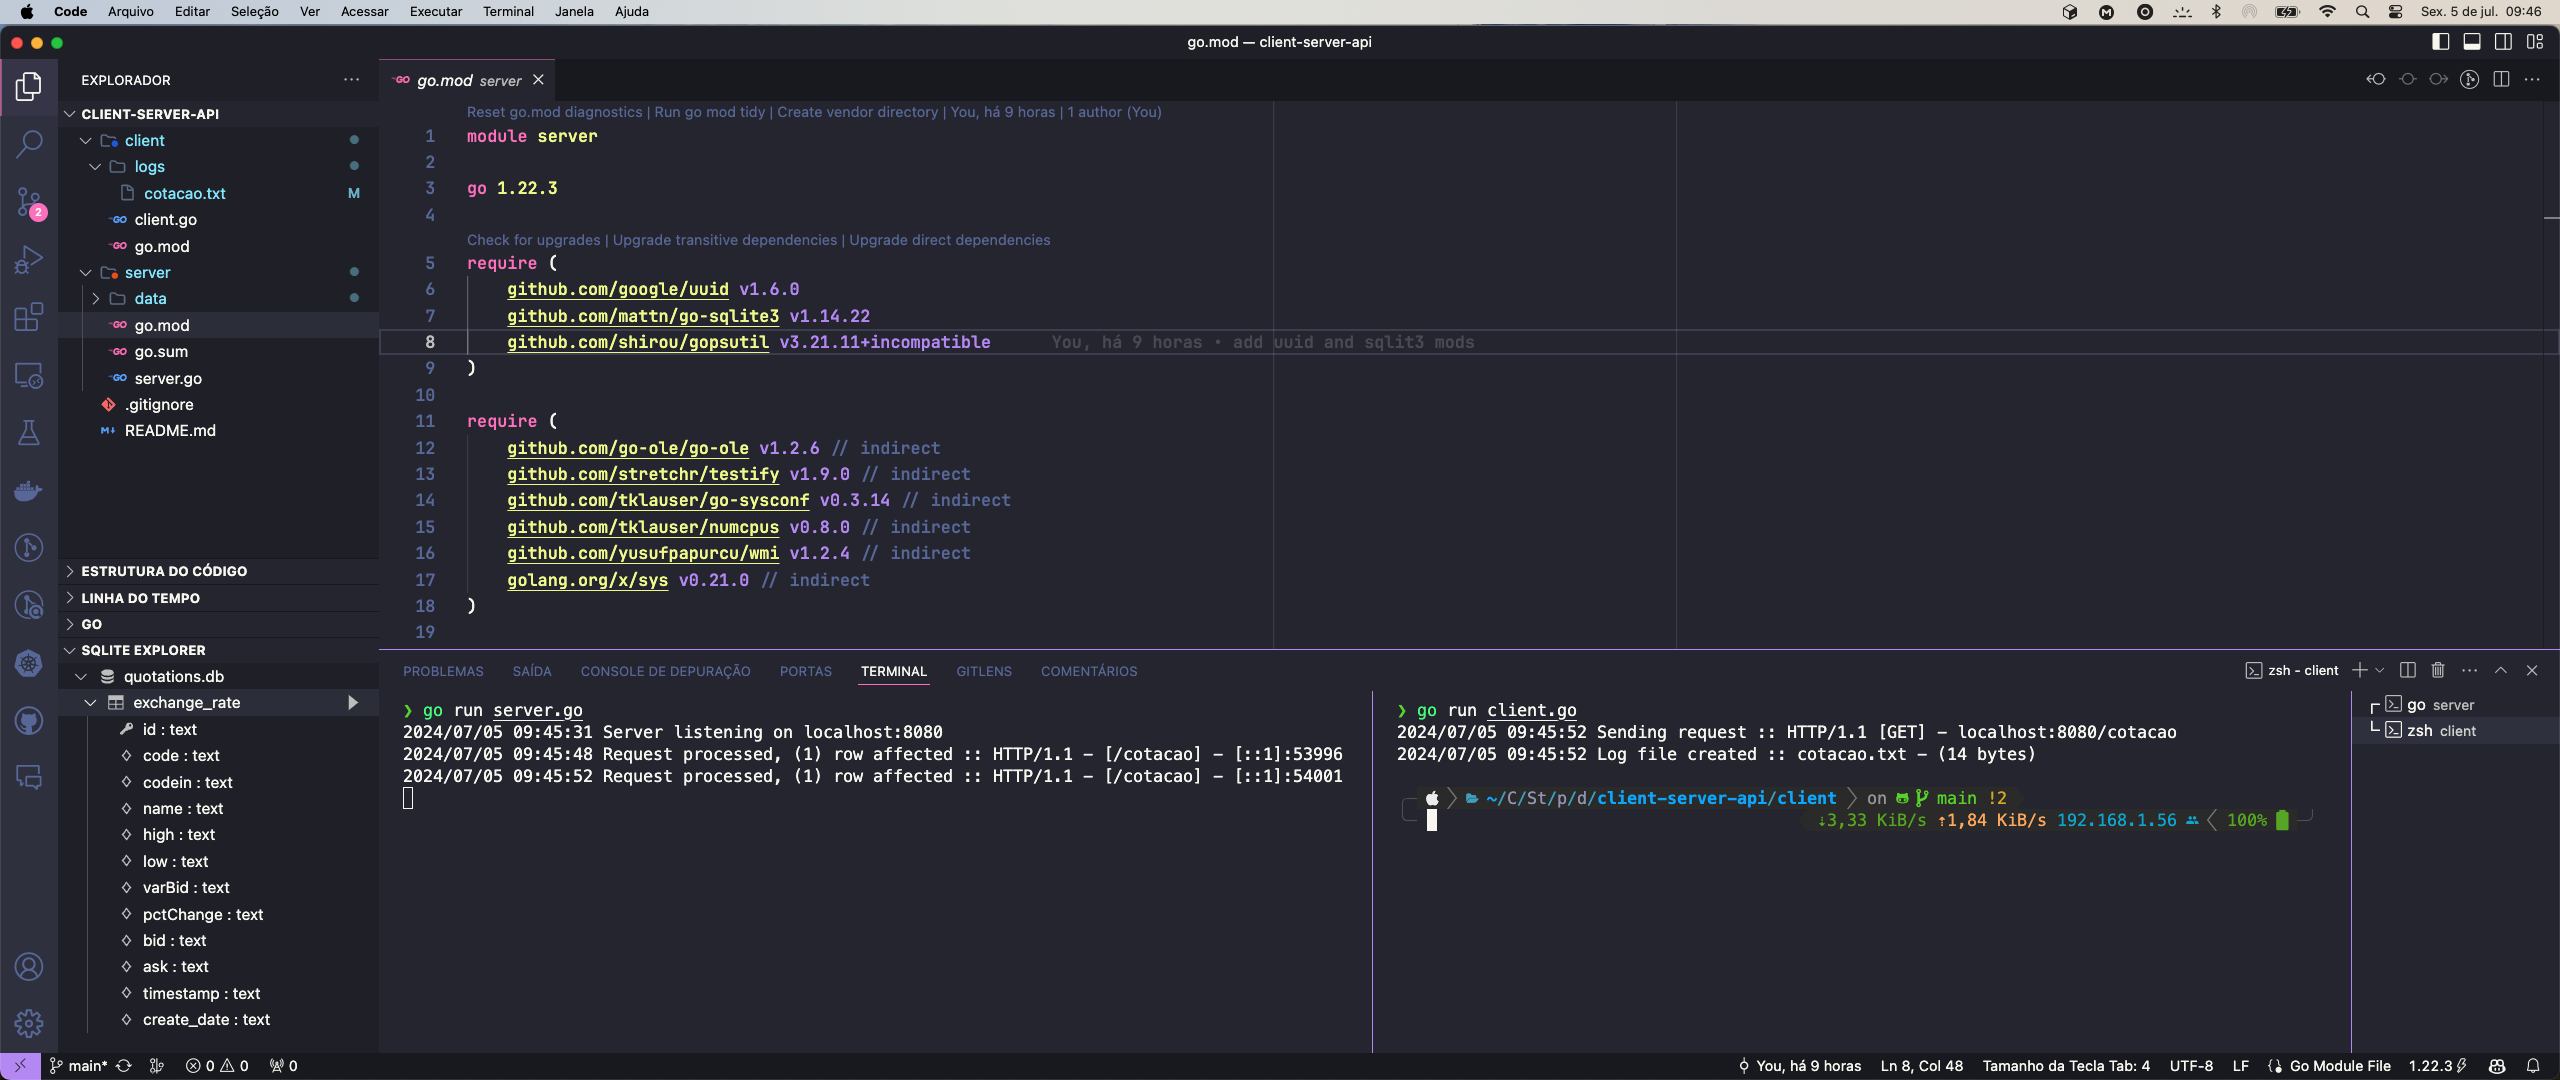 Code Arquivo Editar Seleção Ver Acessar Executar Terminal Janela Ajuda
Sex. 5 de jul. 09:46
go.mod — client-server-api
EXPLORADOR
CLIENT-SERVER-API
client
logs
cotacao.txt M
client.go
go.mod
server
data
go.mod
go.sum
server.go
.gitignore
README.md
2
ESTRUTURA DO CÓDIGO
LINHA DO TEMPO
GO
SQLITE EXPLORER
quotations.db
exchange_rate
id : text
code : text
codein : text
name : text
high : text
low : text
varBid : text
pctChange : text
bid : text
ask : text
timestamp : text
create_date : text
go.mod server
Reset go.mod diagnostics | Run go mod tidy | Create vendor directory | You, há 9 horas | 1 author (You)
1 module server
2
3 go 1.22.3
4
Check for upgrades | Upgrade transitive dependencies | Upgrade direct dependencies
5 require (
6 github.com/google/uuid v1.6.0
7 github.com/mattn/go-sqlite3 v1.14.22
8 github.com/shirou/gopsutil v3.21.11+incompatible You, há 9 horas • add uuid and sqlit3 mods
9 )
10
11 require (
12 github.com/go-ole/go-ole v1.2.6 // indirect
13 github.com/stretchr/testify v1.9.0 // indirect
14 github.com/tklauser/go-sysconf v0.3.14 // indirect
15 github.com/tklauser/numcpus v0.8.0 // indirect
16 github.com/yusufpapurcu/wmi v1.2.4 // indirect
17 golang.org/x/sys v0.21.0 // indirect
18 )
19
PROBLEMAS SAÍDA CONSOLE DE DEPURAÇÃO PORTAS TERMINAL GITLENS COMENTÁRIOS
zsh - client
❯ go run server.go
2024/07/05 09:45:31 Server listening on localhost:8080
2024/07/05 09:45:48 Request processed, (1) row affected :: HTTP/1.1 - [/cotacao] - [::1]:53996
2024/07/05 09:45:52 Request processed, (1) row affected :: HTTP/1.1 - [/cotacao] - [::1]:54001
❯ go run client.go
2024/07/05 09:45:52 Sending request :: HTTP/1.1 [GET] - localhost:8080/cotacao
2024/07/05 09:45:52 Log file created :: cotacao.txt - (14 bytes)
~/C/St/p/d/client-server-api/client on main !2
↓3,33 KiB/s ↑1,84 KiB/s 192.168.1.56 100%
go server
zsh client
main* 0 0 0
You, há 9 horas Ln 8, Col 48 Tamanho da Tecla Tab: 4 UTF-8 LF Go Module File 1.22.3